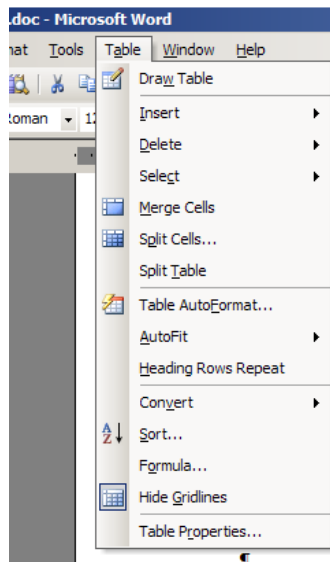 .doc - Microsoft Word
nat Tools Table Window Help
Roman 12
Draw Table
Insert
Delete
Select
Merge Cells
Split Cells...
Split Table
Table AutoFormat...
AutoFit
Heading Rows Repeat
Convert
Sort...
Formula...
Hide Gridlines
Table Properties...
¶